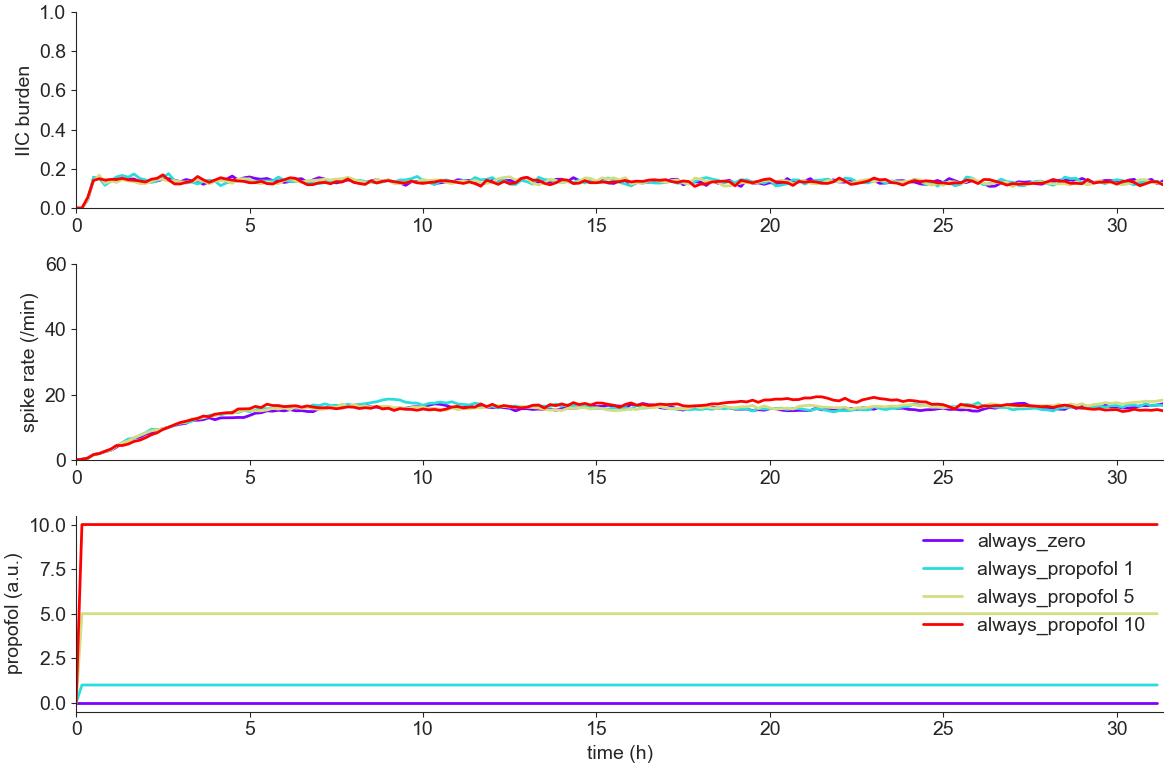 IIC burden
1.0
0.8
0.6
0.4
0.2
0.0
0 5 10 15 20 25 30
spike rate (/min)
60
40
20
0
0 5 10 15 20 25 30
propofol (a.u.)
10.0
7.5
5.0
2.5
0.0
always_zero
always_propofol 1
always_propofol 5
always_propofol 10
0 5 10 15 20 25 30
time (h)